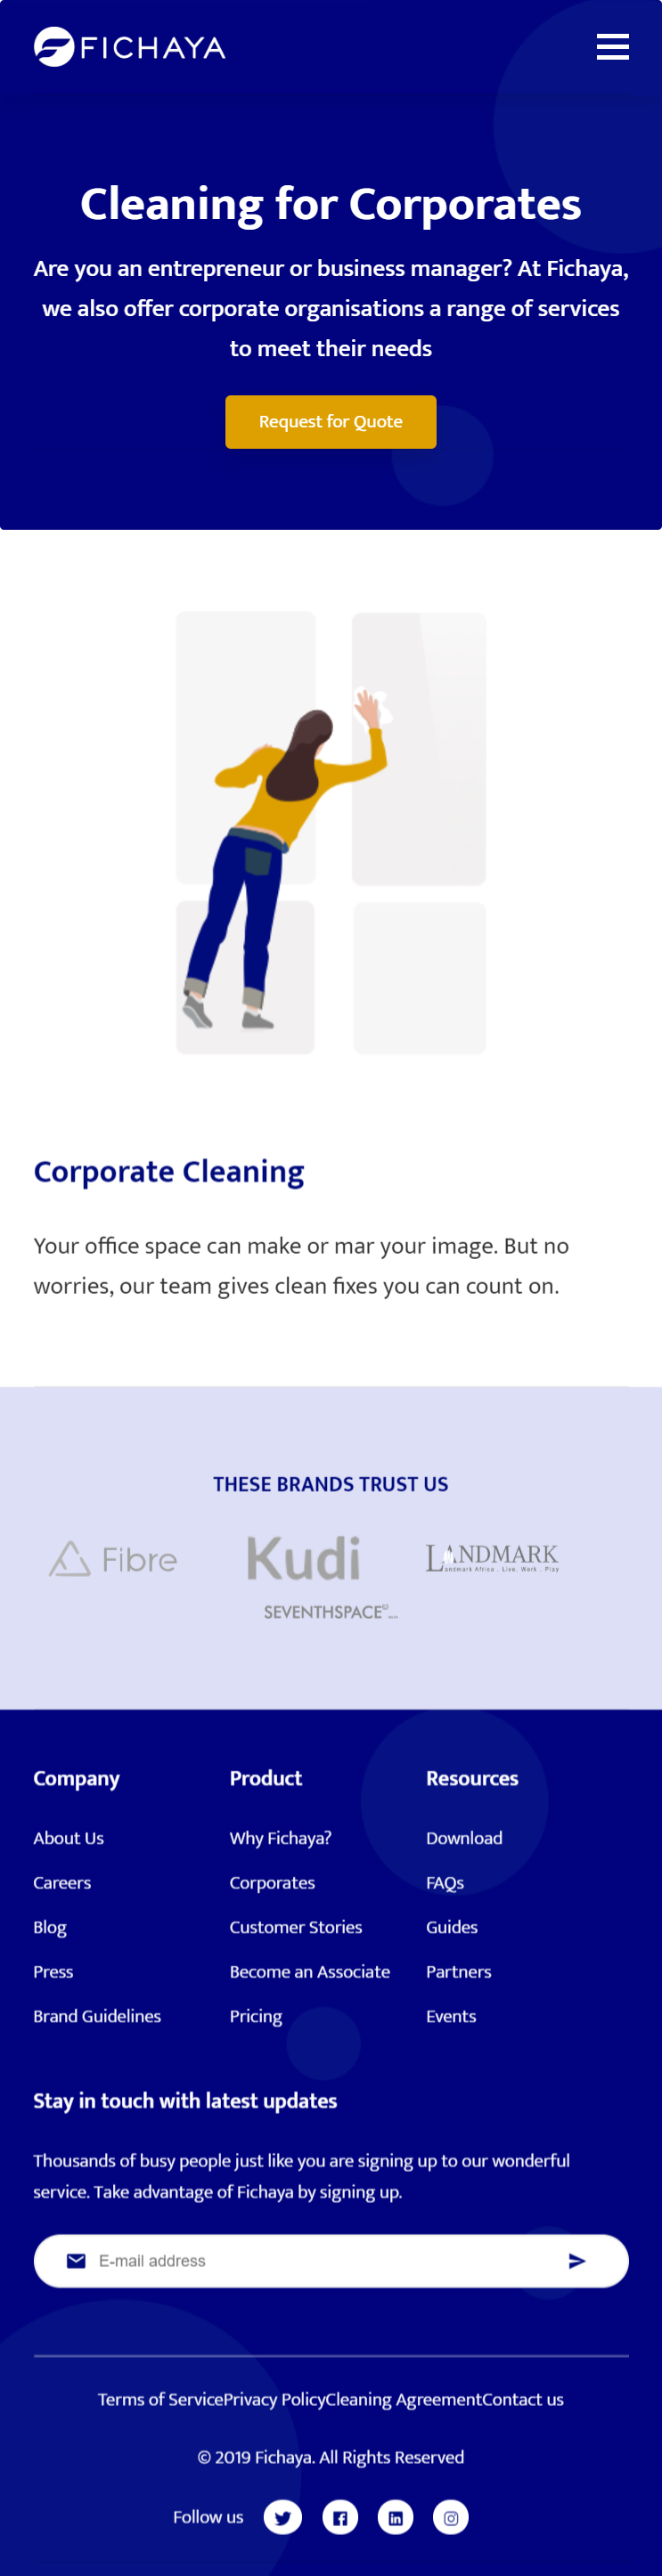 FICHAYA
Cleaning for Corporates
Are you an entrepreneur or business manager? At Fichaya,
we also offer corporate organisations a range of services
to meet their needs
Request for Quote
Corporate Cleaning
Your office space can make or mar your image. But no
worries, our team gives clean fixes you can count on.
THESE BRANDS TRUST US
Fibre
Kudi
LANDMARK
Landmark Africa . Live. Work . Play
SEVENTHSPACE
Company
Product
Resources
About Us
Why Fichaya?
Download
Careers
Corporates
FAQs
Blog
Customer Stories
Guides
Press
Become an Associate
Partners
Brand Guidelines
Pricing
Events
Stay in touch with latest updates
Thousands of busy people just like you are signing up to our wonderful
service. Take advantage of Fichaya by signing up.
E-mail address
Terms of ServicePrivacy PolicyCleaning AgreementContact us
© 2019 Fichaya. All Rights Reserved
Follow us